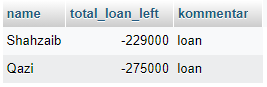 name total_loan_left kommentar
Shahzaib -229000 loan
Qazi -275000 loan